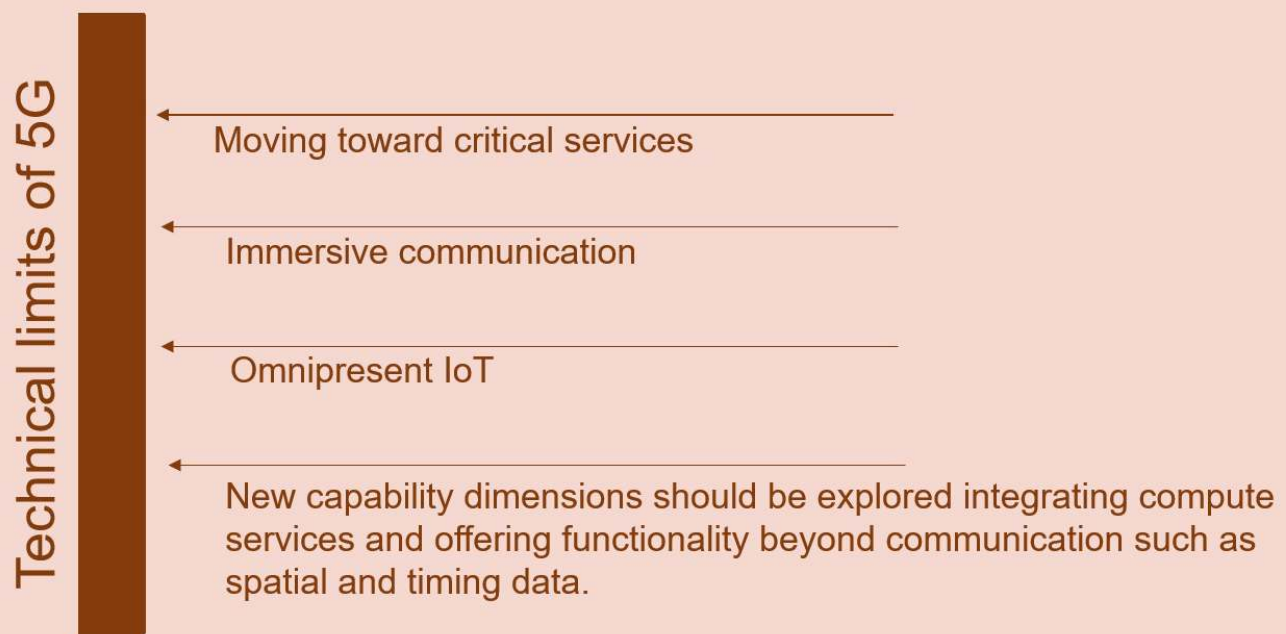 Technical limits of 5G
Moving toward critical services
Immersive communication
Omnipresent IoT
New capability dimensions should be explored integrating compute
services and offering functionality beyond communication such as
spatial and timing data.